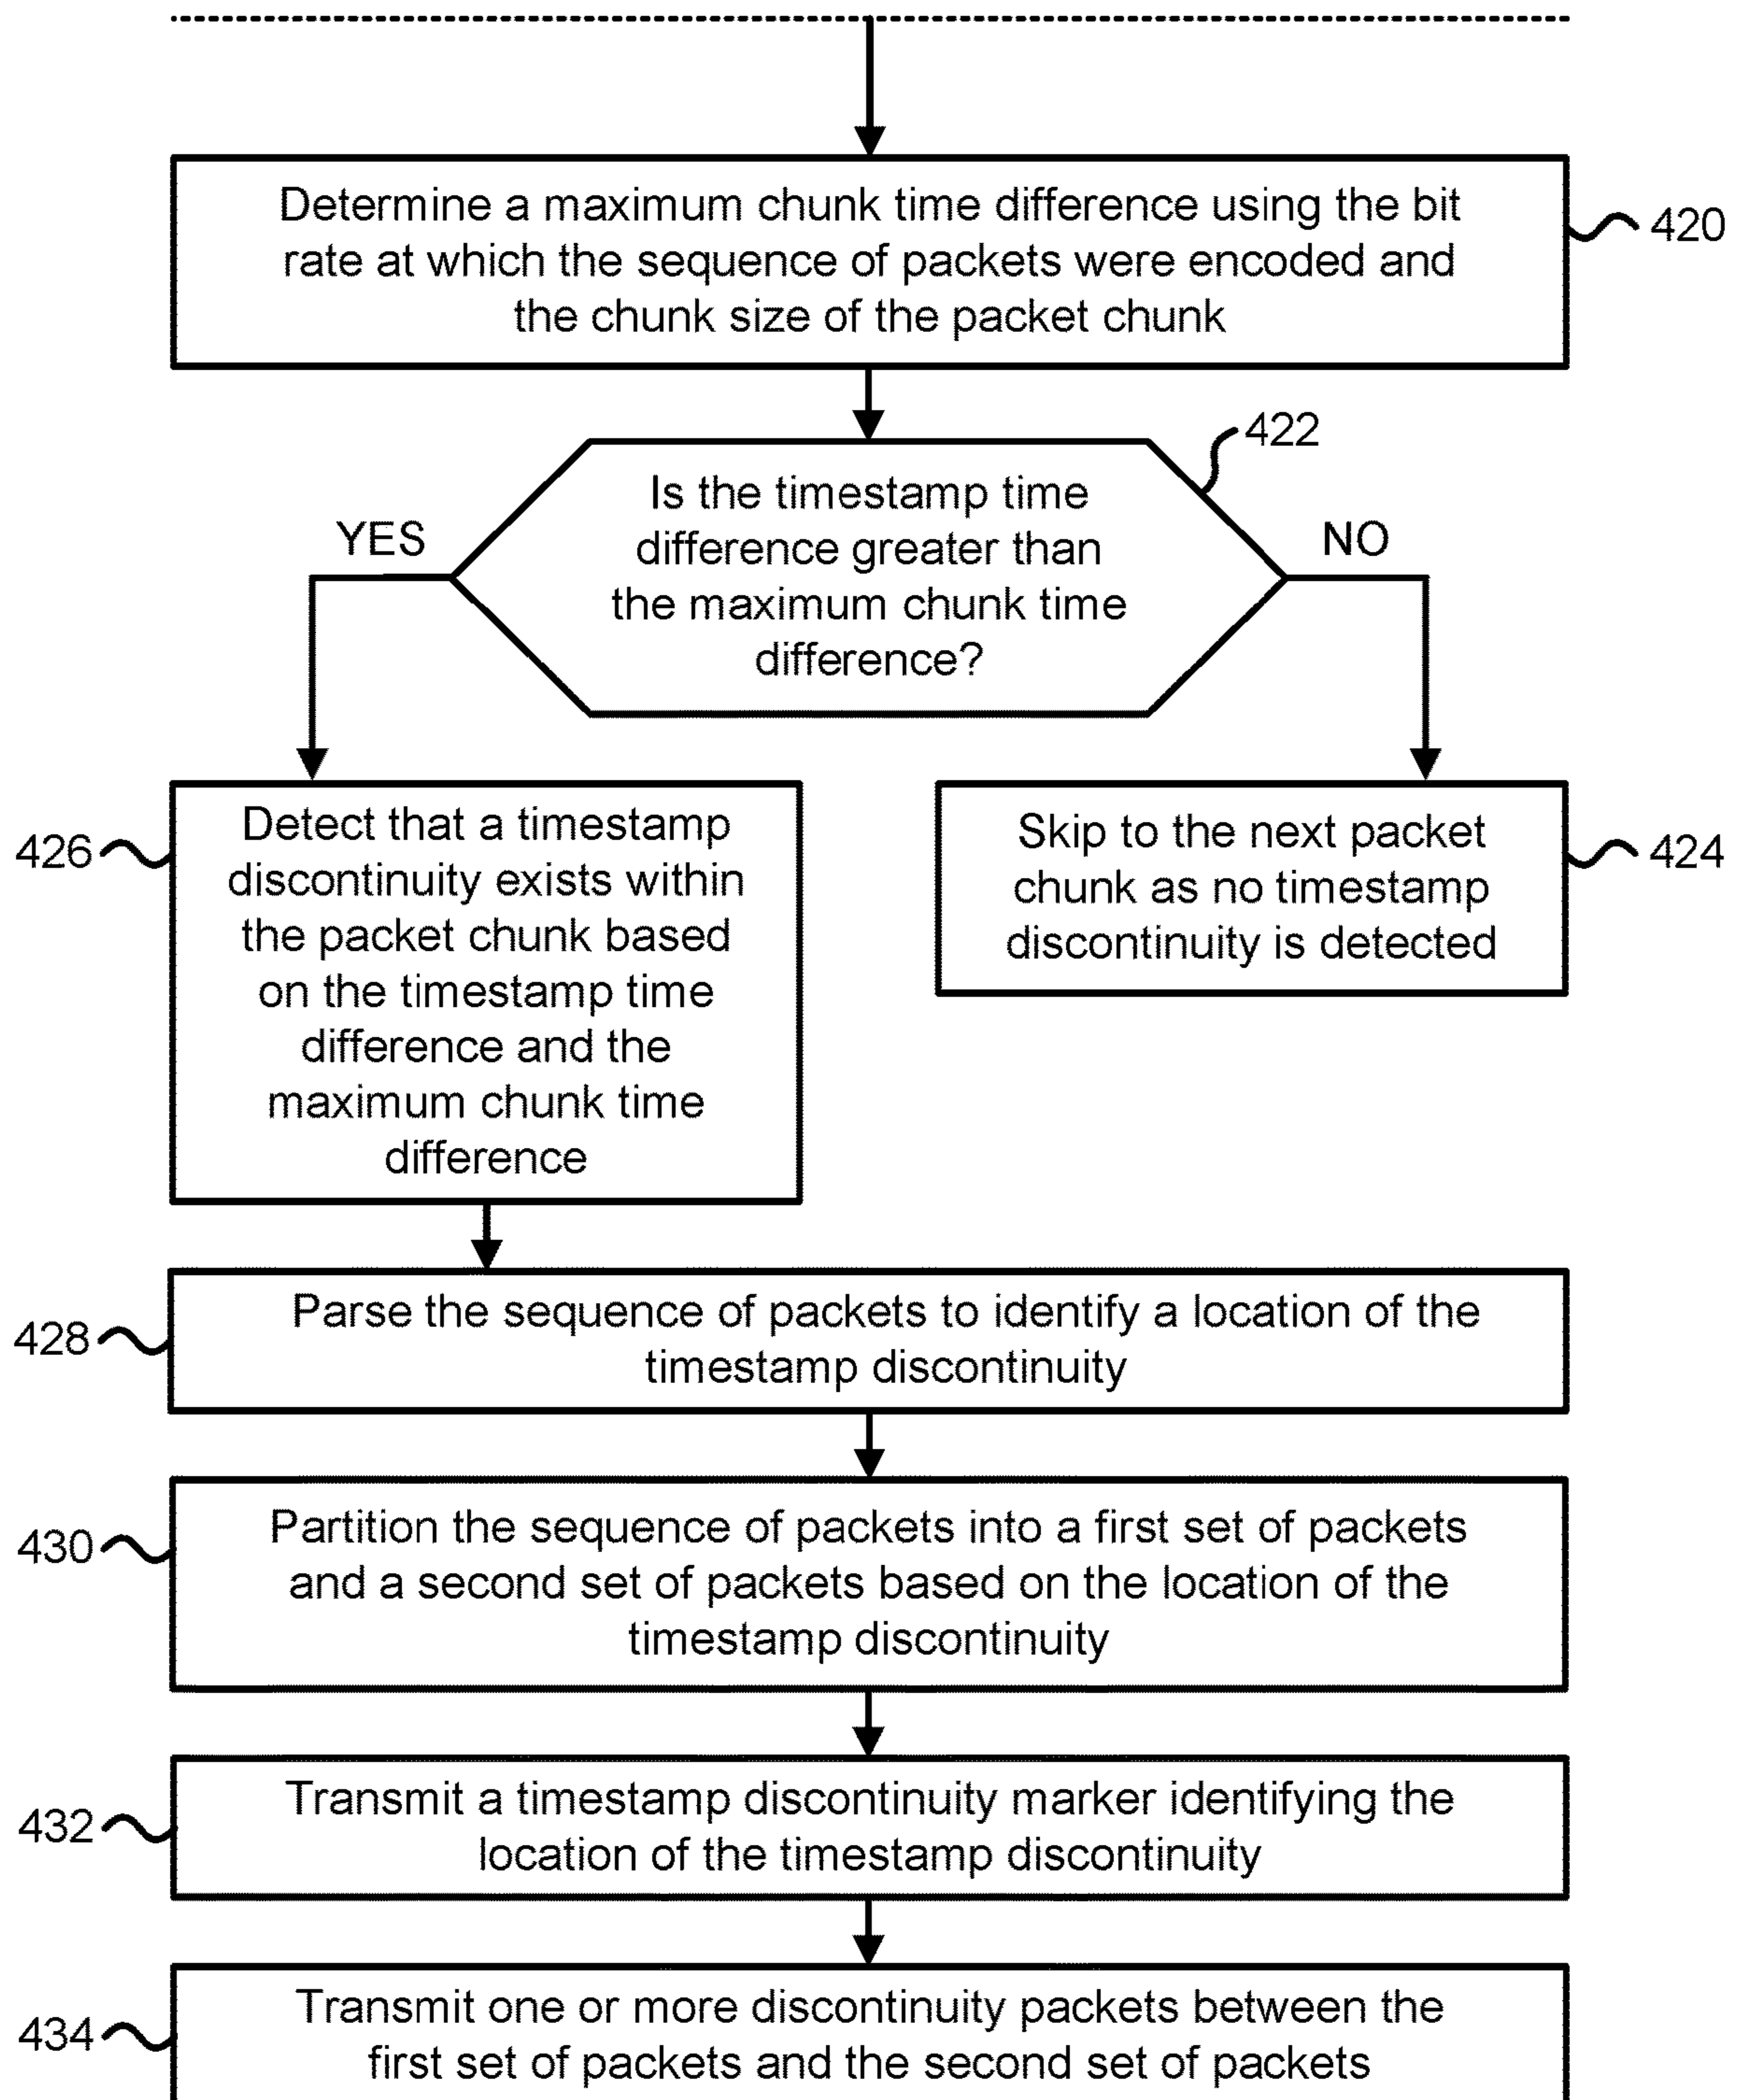 Determine a maximum chunk time difference using the bit
rate at which the sequence of packets were encoded and
the chunk size of the packet chunk
420
422
Is the timestamp time
difference greater than
the maximum chunk time
difference?
YES
NO
426
Detect that a timestamp
discontinuity exists within
the packet chunk based
on the timestamp time
difference and the
maximum chunk time
difference
Skip to the next packet
chunk as no timestamp
discontinuity is detected
424
428
Parse the sequence of packets to identify a location of the
timestamp discontinuity
430
Partition the sequence of packets into a first set of packets
and a second set of packets based on the location of the
timestamp discontinuity
432
Transmit a timestamp discontinuity marker identifying the
location of the timestamp discontinuity
434
Transmit one or more discontinuity packets between the
first set of packets and the second set of packets